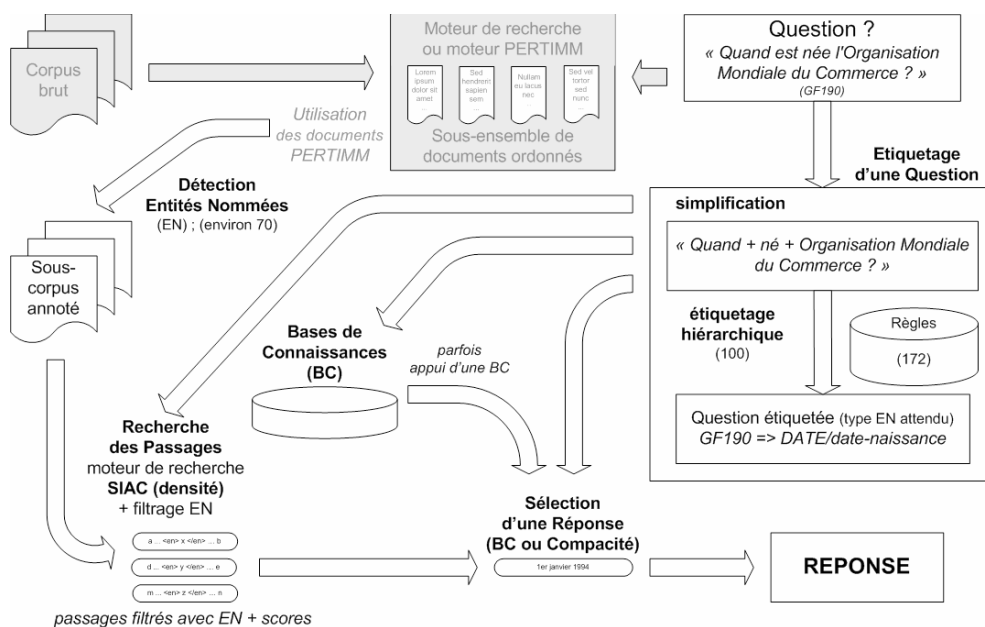 Corpus
brut
Moteur de recherche
ou moteur PERTIMM
Lorem
ipsum
dolor sit
amet
...
Sed
hendrerit
sapien
sem
...
Nullam
eu lacus
nec
...
Sed vel
tortor
sed
nunc
...
Sous-ensemble de
documents ordonnés
Question ?
« Quand est née l'Organisation
Mondiale du Commerce ? »
(GF190)
Utilisation
des documents
PERTIMM
Etiquetage
d'une Question
Détection
Entités Nommées
(EN) ; (environ 70)
simplification
« Quand + né + Organisation Mondiale
du Commerce ? »
Sous-
corpus
annoté
étiquetage
hiérarchique
(100)
Règles
(172)
Bases de
Connaissances
(BC)
parfois
appui d'une BC
Question étiquetée (type EN attendu)
GF190 => DATE/date-naissance
Recherche
des Passages
moteur de recherche
SIAC (densité)
+ filtrage EN
Sélection
d'une Réponse
(BC ou Compacité)
a ... <en> x </en> ... b
d ... <en> y </en> ... e
m ... <en> z </en> ... n
1er janvier 1994
REPONSE
passages filtrés avec EN + scores